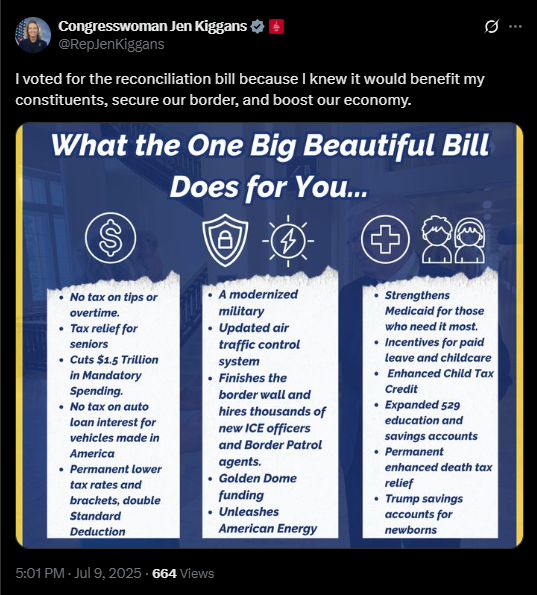 Congresswoman Jen Kiggans
@RepJenKiggans
I voted for the reconciliation bill because I knew it would benefit my
constituents, secure our border, and boost our economy.
What the One Big Beautiful Bill
Does for You...
• No tax on tips or
overtime.
• Tax relief for
seniors
• Cuts $1.5 Trillion
in Mandatory
Spending.
• No tax on auto
loan interest for
vehicles made in
America
• Permanent lower
tax rates and
brackets, double
Standard
Deduction
• A modernized
military
• Updated air
traffic control
system
• Finishes the
border wall and
hires thousands of
new ICE officers
and Border Patrol
agents.
• Golden Dome
funding
• Unleashes
American Energy
• Strengthens
Medicaid for those
who need it most.
• Incentives for paid
leave and childcare
• Enhanced Child Tax
Credit
• Expanded 529
education and
savings accounts
• Permanent
enhanced death tax
relief
• Trump savings
accounts for
newborns
5:01 PM · Jul 9, 2025 · 664 Views